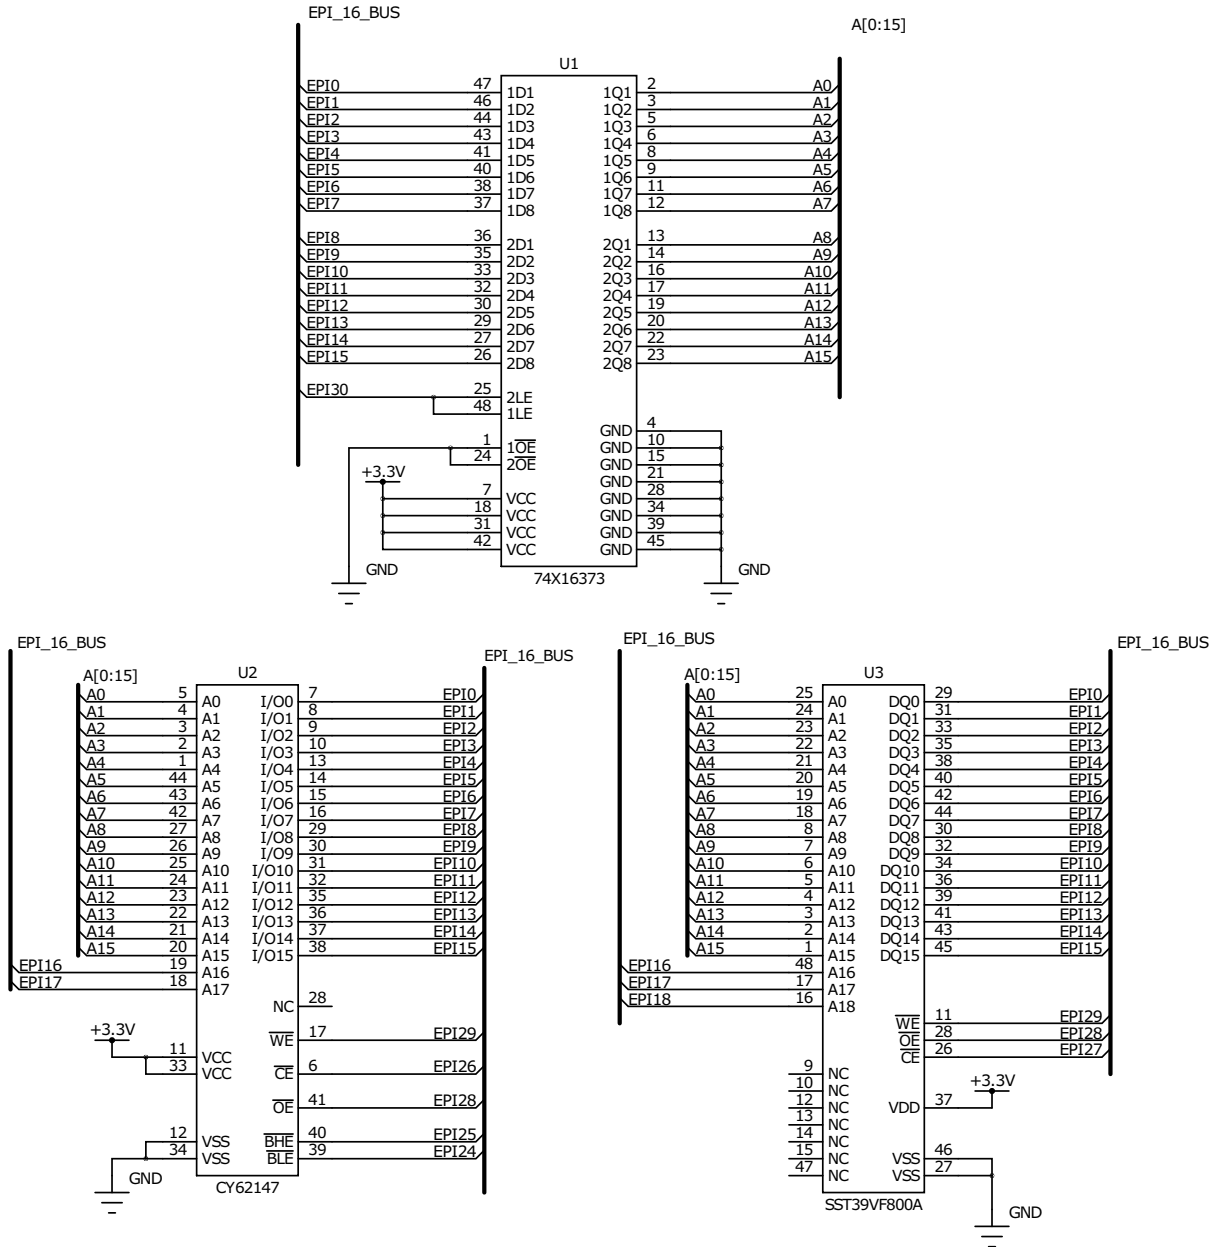 EPI_16_BUS
A[0:15]
U1
EPI0 47 1D1 1Q1 2 A0
EPI1 46 1D2 1Q2 3 A1
EPI2 44 1D3 1Q3 5 A2
EPI3 43 1D4 1Q4 6 A3
EPI4 41 1D5 1Q5 8 A4
EPI5 40 1D6 1Q6 9 A5
EPI6 38 1D7 1Q7 11 A6
EPI7 37 1D8 1Q8 12 A7
EPI8 36 2D1 2Q1 13 A8
EPI9 35 2D2 2Q2 14 A9
EPI10 33 2D3 2Q3 16 A10
EPI11 32 2D4 2Q4 17 A11
EPI12 30 2D5 2Q5 19 A12
EPI13 29 2D6 2Q6 20 A13
EPI14 27 2D7 2Q7 22 A14
EPI15 26 2D8 2Q8 23 A15
EPI30 25 2LE
48 1LE
GND 4
1 1OE GND 10
24 2OE GND 15
+3.3V GND 21
7 VCC GND 28
18 VCC GND 34
31 VCC GND 39
42 VCC GND 45
GND GND
74X16373
EPI_16_BUS
EPI_16_BUS
A[0:15]
U2
A0 5 A0 I/O0 7 EPI0
A1 4 A1 I/O1 8 EPI1
A2 3 A2 I/O2 9 EPI2
A3 2 A3 I/O3 10 EPI3
A4 1 A4 I/O4 13 EPI4
A5 44 A5 I/O5 14 EPI5
A6 43 A6 I/O6 15 EPI6
A7 42 A7 I/O7 16 EPI7
A8 27 A8 I/O8 29 EPI8
A9 26 A9 I/O9 30 EPI9
A10 25 A10 I/O10 31 EPI10
A11 24 A11 I/O11 32 EPI11
A12 23 A12 I/O12 35 EPI12
A13 22 A13 I/O13 36 EPI13
A14 21 A14 I/O14 37 EPI14
A15 20 A15 I/O15 38 EPI15
EPI16 19 A16
EPI17 18 A17
NC 28
+3.3V WE 17 EPI29
11 VCC
33 VCC CE 6 EPI26
OE 41 EPI28
12 VSS BHE 40 EPI25
34 VSS BLE 39 EPI24
GND
CY62147
EPI_16_BUS
EPI_16_BUS
A[0:15]
U3
A0 25 A0 DQ0 29 EPI0
A1 24 A1 DQ1 31 EPI1
A2 23 A2 DQ2 33 EPI2
A3 22 A3 DQ3 35 EPI3
A4 21 A4 DQ4 38 EPI4
A5 20 A5 DQ5 40 EPI5
A6 19 A6 DQ6 42 EPI6
A7 18 A7 DQ7 44 EPI7
A8 8 A8 DQ8 30 EPI8
A9 7 A9 DQ9 32 EPI9
A10 6 A10 DQ10 34 EPI10
A11 5 A11 DQ11 36 EPI11
A12 4 A12 DQ12 39 EPI12
A13 3 A13 DQ13 41 EPI13
A14 2 A14 DQ14 43 EPI14
A15 1 A15 DQ15 45 EPI15
EPI16 48 A16
EPI17 17 A17
EPI18 16 A18
WE 11 EPI29
OE 28 EPI28
CE 26 EPI27
9 NC
10 NC +3.3V
12 NC VDD 37
13 NC
14 NC
15 NC VSS 46
47 NC VSS 27
SST39VF800A
GND